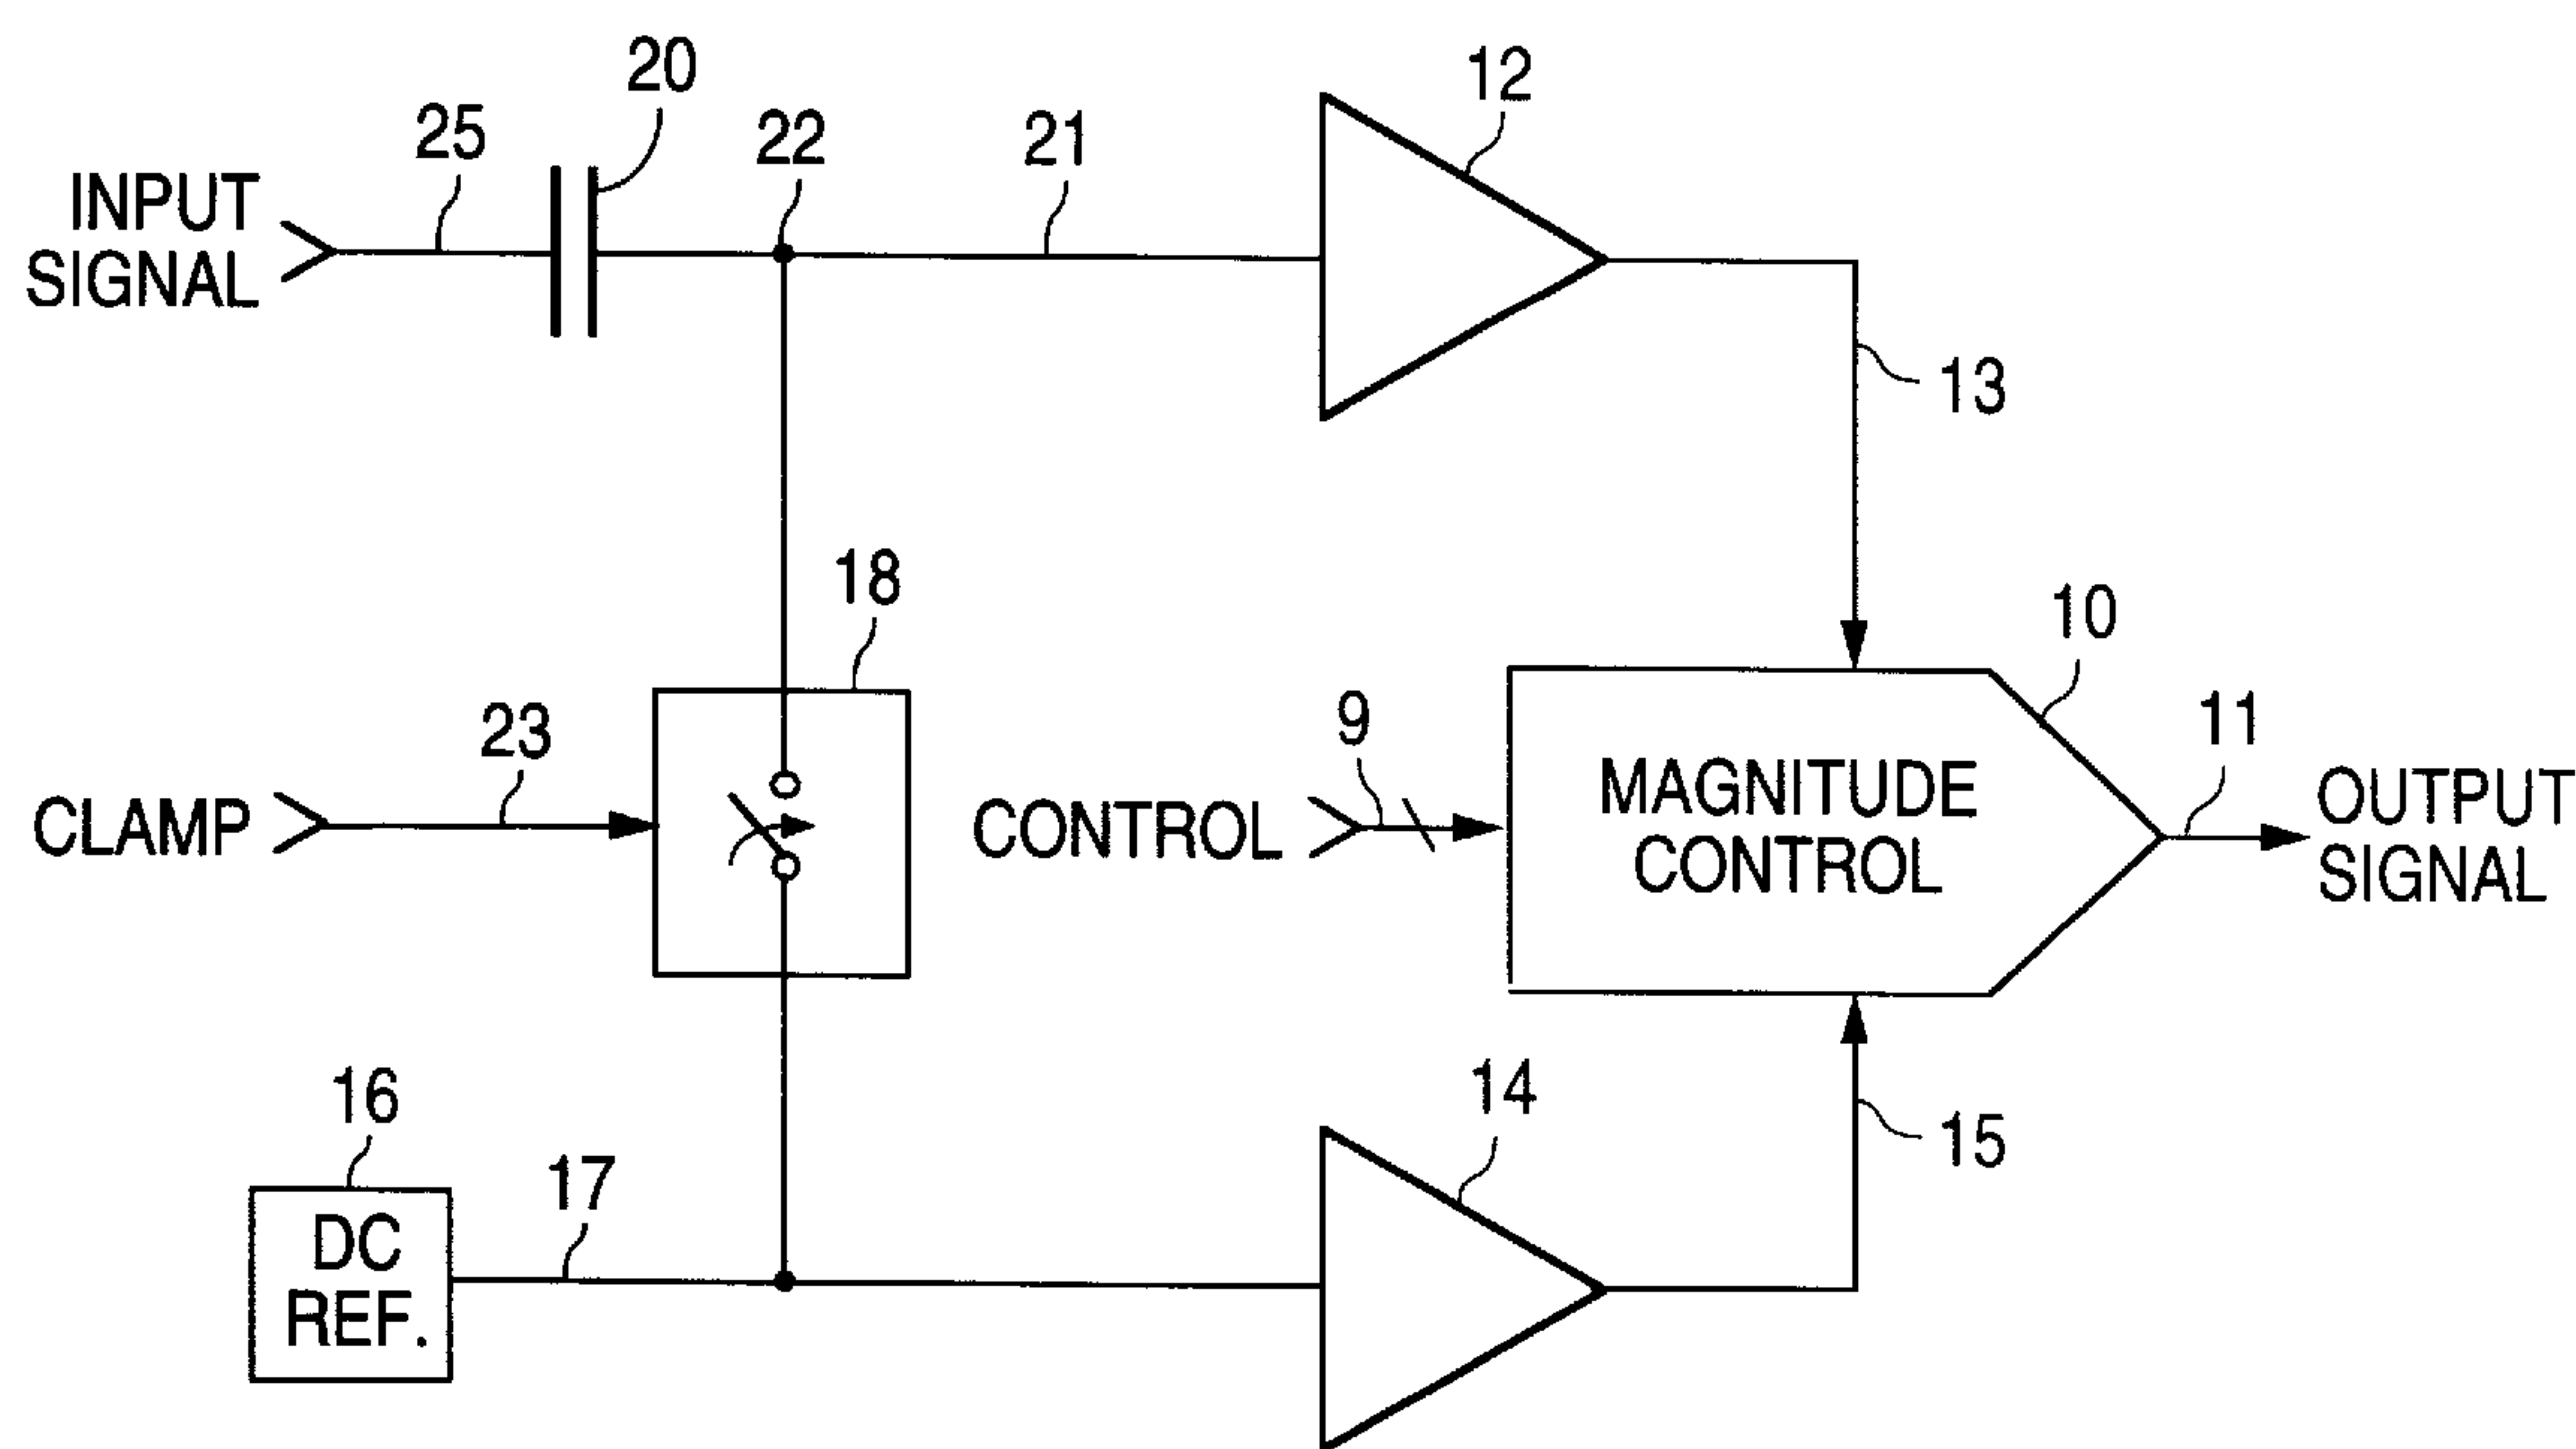 20
12
25
22
21
INPUT
SIGNAL
13
18
10
9
11
23
CLAMP
CONTROL
MAGNITUDE
CONTROL
OUTPUT
SIGNAL
16
14
15
17
DC
REF.